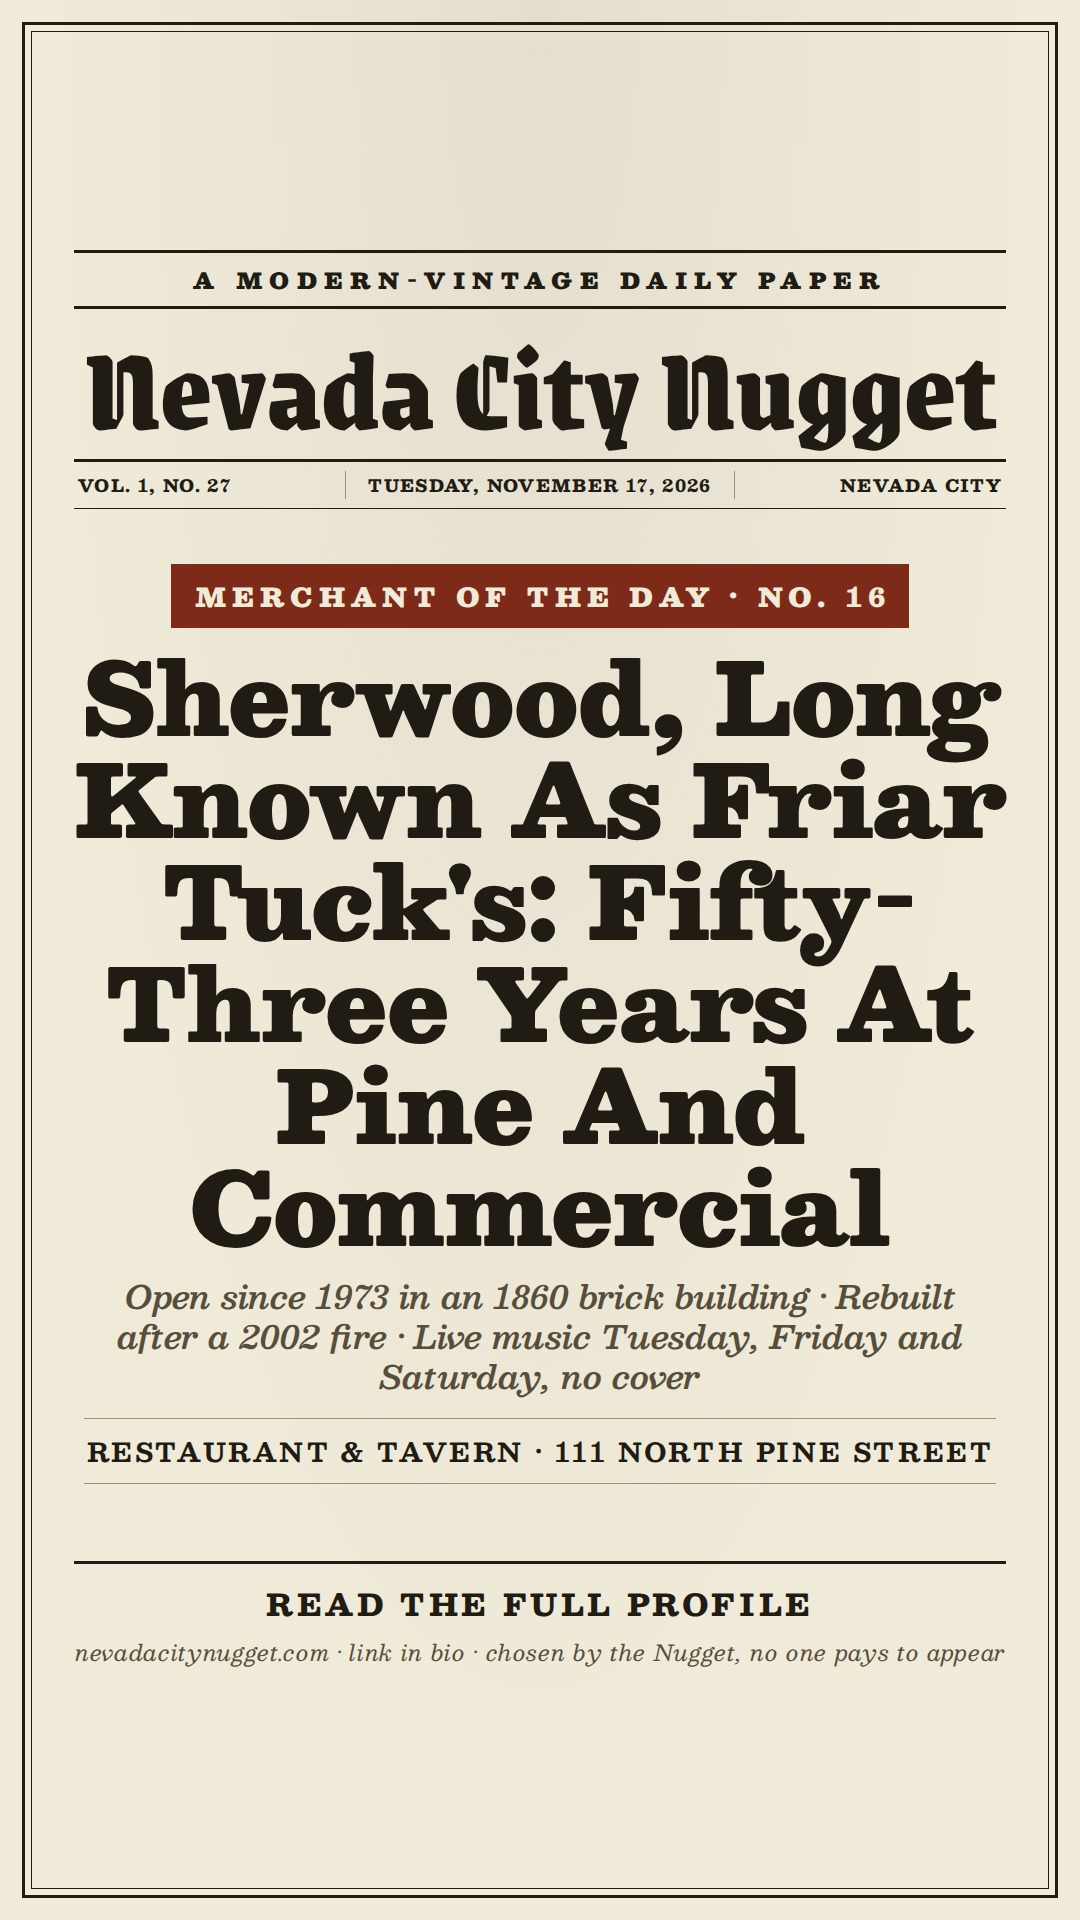 A MODERN-VINTAGE DAILY PAPER
Nevada City Nugget
VOL. 1, NO. 27
TUESDAY, NOVEMBER 17, 2026
NEVADA CITY
MERCHANT OF THE DAY · NO. 16
Sherwood, Long
Known As Friar
Tuck's: Fifty-
Three Years At
Pine And
Commercial
Open since 1973 in an 1860 brick building · Rebuilt
after a 2002 fire · Live music Tuesday, Friday and
Saturday, no cover
RESTAURANT & TAVERN · 111 NORTH PINE STREET
READ THE FULL PROFILE
nevadacitynugget.com · link in bio · chosen by the Nugget, no one pays to appear